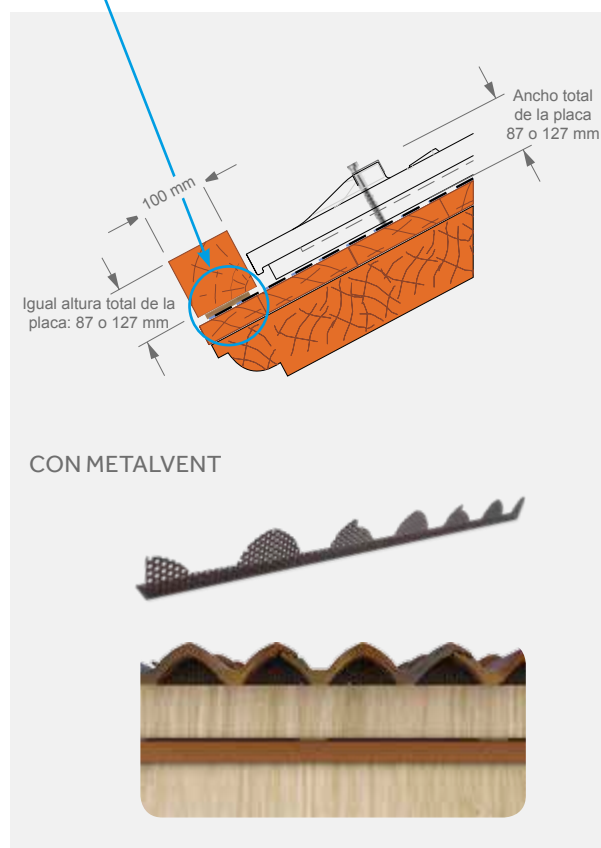 Ancho total
de la placa
87 o 127 mm
100 mm
Igual altura total de la
placa: 87 o 127 mm
CON METALVENT